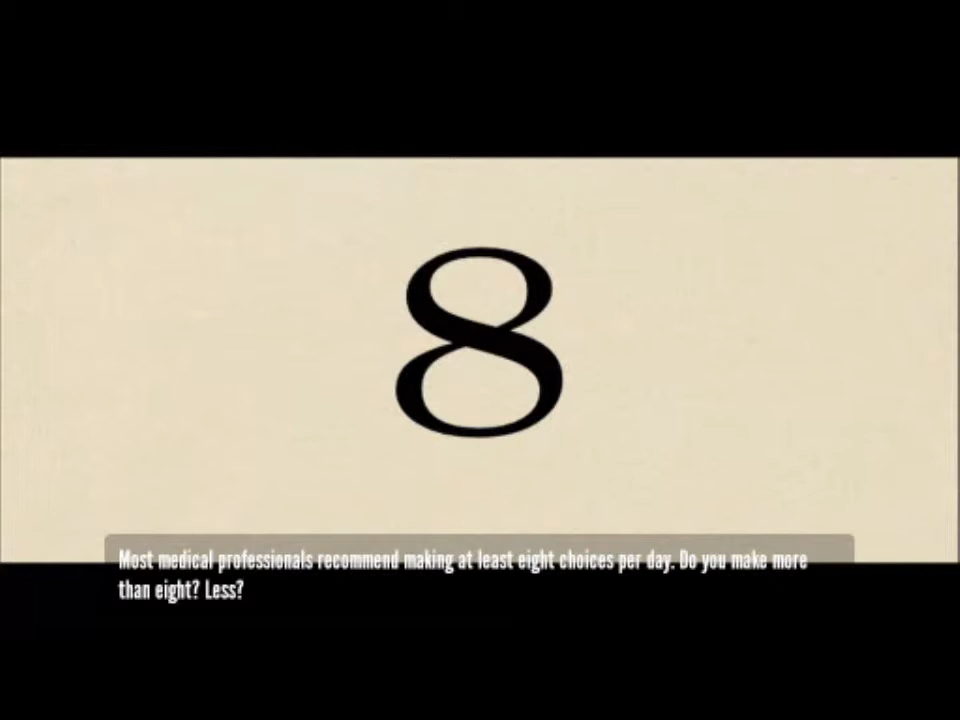 8
Most medical professionals recommend making at least eight choices per day. Do you make more
than eight? Less?